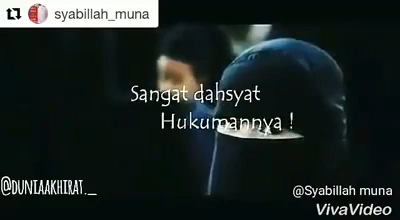 syabillah_muna
Sangat dahsyat
Hukumannya !
@DUNIAAKHIRAT._
@Syabillah muna
VivaVideo